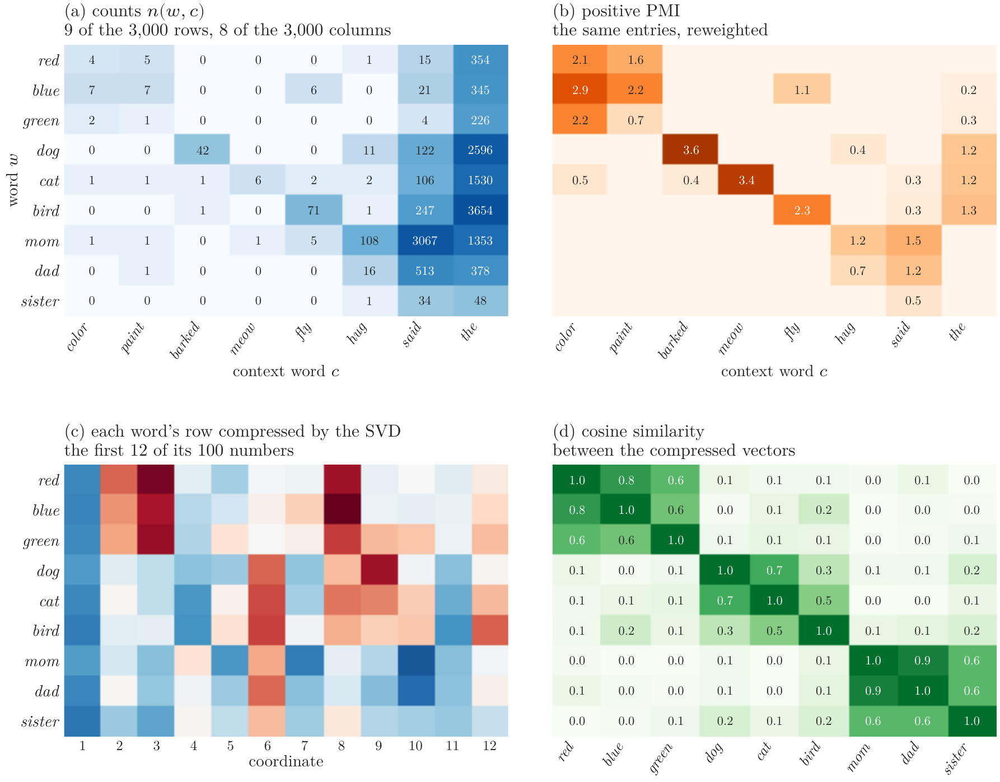 (a) counts n(w, c)
9 of the 3,000 rows, 8 of the 3,000 columns
word w
red 4 5 0 0 0 1 15 354
blue 7 7 0 0 6 0 21 345
green 2 1 0 0 0 0 4 226
dog 0 0 42 0 0 11 122 2596
cat 1 1 1 6 2 2 106 1530
bird 0 0 1 0 71 1 247 3654
mom 1 1 0 1 5 108 3067 1353
dad 0 1 0 0 0 16 513 378
sister 0 0 0 0 0 1 34 48
color paint barked meow fly hug said the
context word c
(b) positive PMI
the same entries, reweighted
2.1 1.6
2.9 2.2 1.1 0.2
2.2 0.7 0.3
3.6 0.4 1.2
0.5 0.4 3.4 0.3 1.2
2.3 0.3 1.3
1.2 1.5
0.7 1.2
0.5
color paint barked meow fly hug said the
context word c
(c) each word's row compressed by the SVD
the first 12 of its 100 numbers
red
blue
green
dog
cat
bird
mom
dad
sister
1 2 3 4 5 6 7 8 9 10 11 12
coordinate
(d) cosine similarity
between the compressed vectors
1.0 0.8 0.6 0.1 0.1 0.1 0.0 0.1 0.0
0.8 1.0 0.6 0.0 0.1 0.2 0.0 0.0 0.0
0.6 0.6 1.0 0.1 0.1 0.1 0.0 0.0 0.1
0.1 0.0 0.1 1.0 0.7 0.3 0.1 0.1 0.2
0.1 0.1 0.1 0.7 1.0 0.5 0.0 0.0 0.1
0.1 0.2 0.1 0.3 0.5 1.0 0.1 0.1 0.2
0.0 0.0 0.0 0.1 0.0 0.1 1.0 0.9 0.6
0.1 0.0 0.0 0.1 0.0 0.1 0.9 1.0 0.6
0.0 0.0 0.1 0.2 0.1 0.2 0.6 0.6 1.0
red blue green dog cat bird mom dad sister